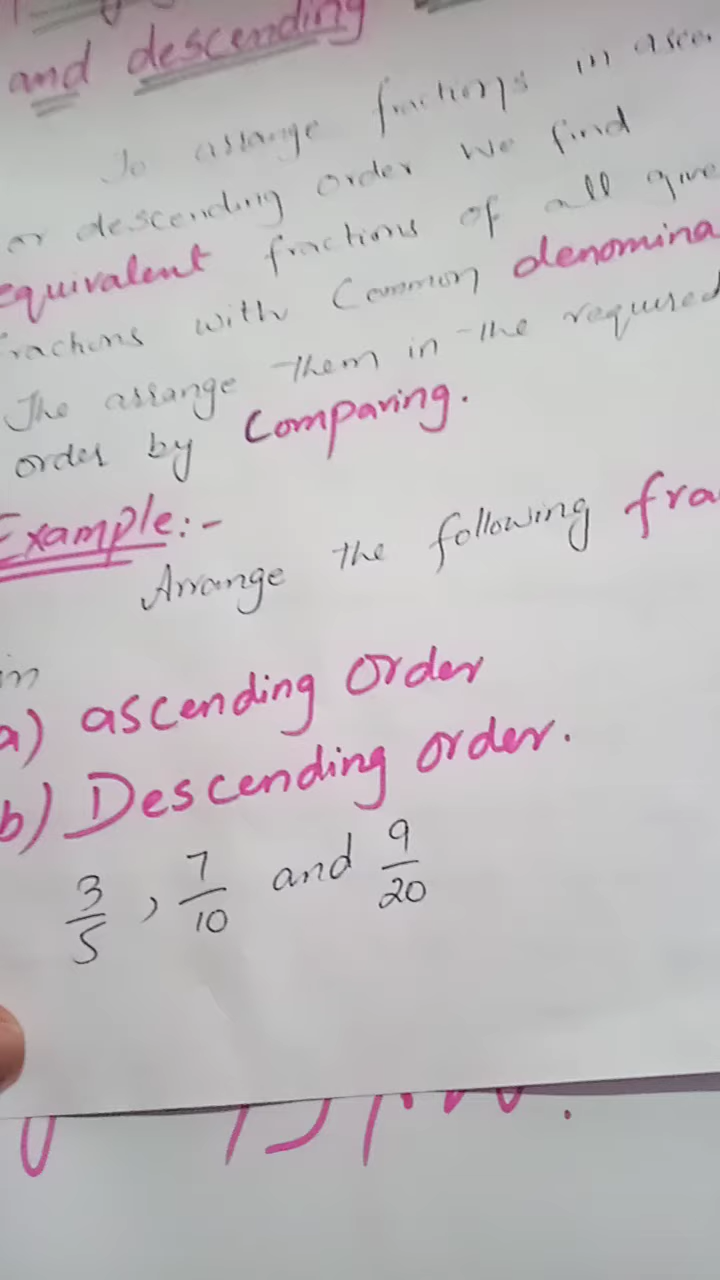 and descending
To arrange fractions in asce
or descending order we find
equivalent fractions of all give
fractions with Common denomina
The arrange them in the required
order by Comparing.
Example:-
Arrange the following fra
in
a) ascending order
b) Descending order.
3/5, 7/10 and 9/20